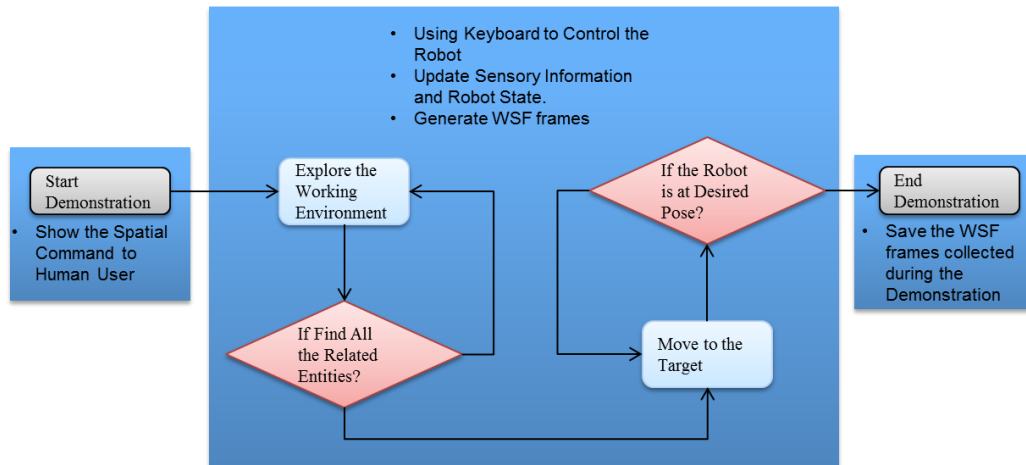 • Using Keyboard to Control the
Robot
• Update Sensory Information
and Robot State.
• Generate WSF frames
Start
Demonstration
• Show the Spatial
Command to
Human User
Explore the
Working
Environment
If Find All
the Related
Entities?
If the Robot
is at Desired
Pose?
Move to the
Target
End
Demonstration
• Save the WSF
frames collected
during the
Demonstration